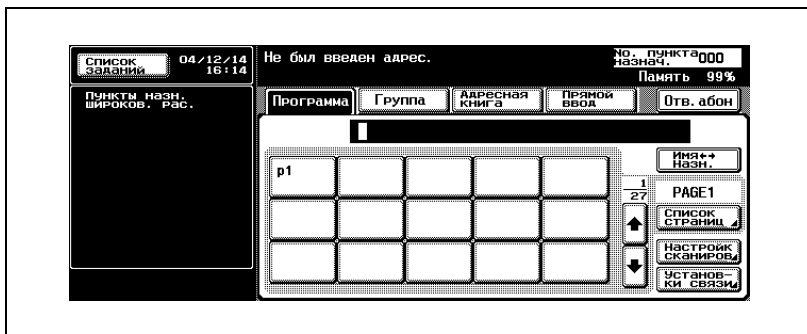 Список заданий
04/12/14
16:14
Не был введен адрес.
No. пункта назнач. 000
Память 99%
Пункты назн.
широков. рас.
Программа
Группа
Адресная книга
Прямой ввод
Отв. абон
Имя↔ Назн.
p1
1
27
PAGE1
Список страниц
Настройк сканиров
Установ-
ки связи